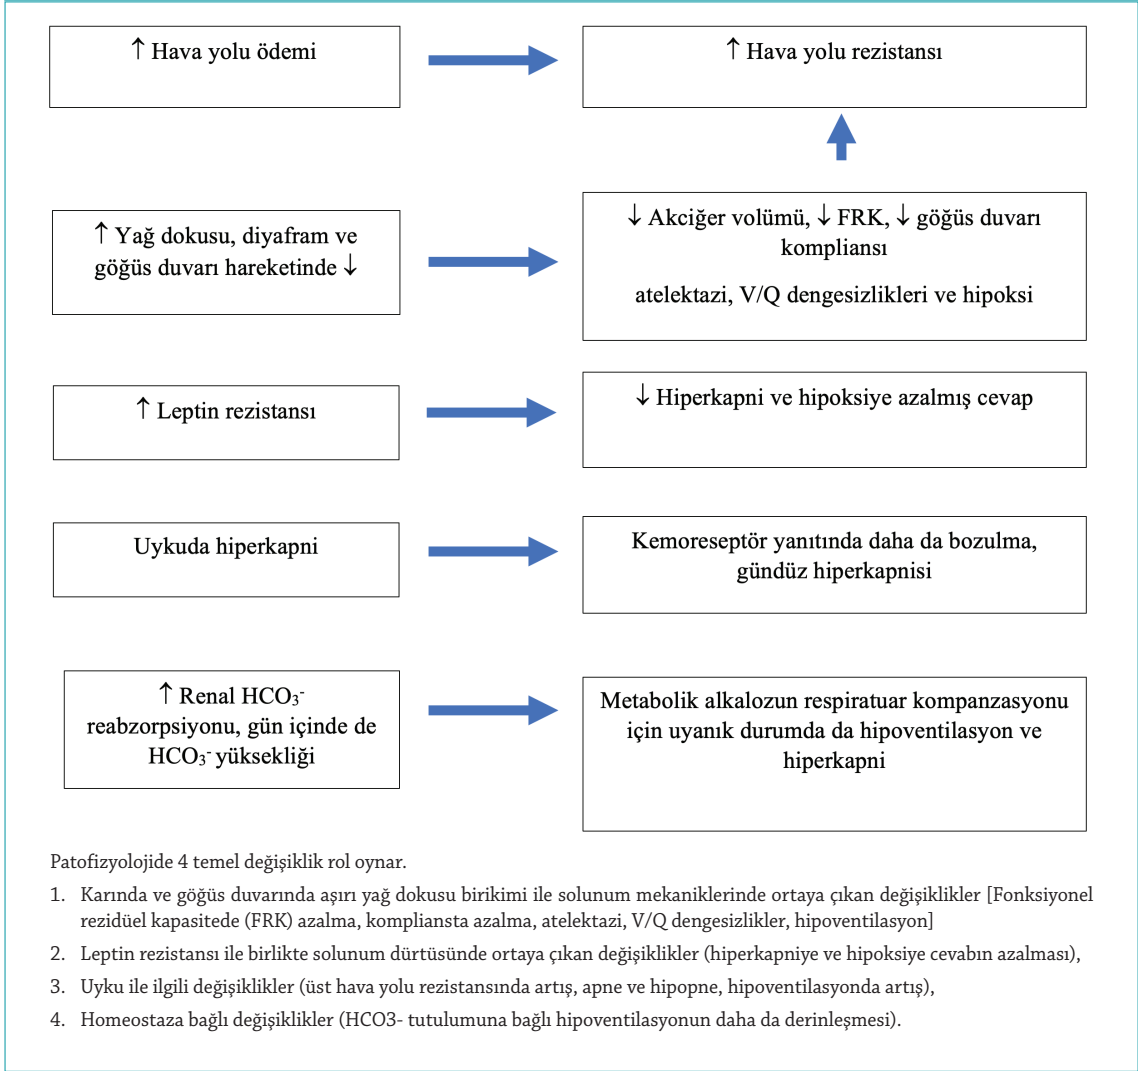 ↑ Hava yolu ödemi
↑ Hava yolu rezistansı
↑ Yağ dokusu, diyafram ve
göğüs duvarı hareketinde ↓
↓ Akciğer volümü, ↓ FRK, ↓ göğüs duvarı
kompliansı
atelektazi, V/Q dengesizlikleri ve hipoksi
↑ Leptin rezistansı
↓ Hiperkapni ve hipoksiye azalmış cevap
Uykuda hiperkapni
Kemoreseptör yanıtında daha da bozulma,
gündüz hiperkapnisi
↑ Renal HCO₃⁻
reabzorpsiyonu, gün içinde de
HCO₃⁻ yüksekliği
Metabolik alkalozun respiratuar kompanzasyonu
için uyanık durumda da hipoventilasyon ve
hiperkapni
Patofizyolojide 4 temel değişiklik rol oynar.
1. Karında ve göğüs duvarında aşırı yağ dokusu birikimi ile solunum mekaniklerinde ortaya çıkan değişiklikler [Fonksiyonel
rezidüel kapasitede (FRK) azalma, kompliansta azalma, atelektazi, V/Q dengesizlikler, hipoventilasyon]
2. Leptin rezistansı ile birlikte solunum dürtüsünde ortaya çıkan değişiklikler (hiperkapniye ve hipoksiye cevabın azalması),
3. Uyku ile ilgili değişiklikler (üst hava yolu rezistansında artış, apne ve hipopne, hipoventilasyonda artış),
4. Homeostaza bağlı değişiklikler (HCO3- tutulumuna bağlı hipoventilasyonun daha da derinleşmesi).